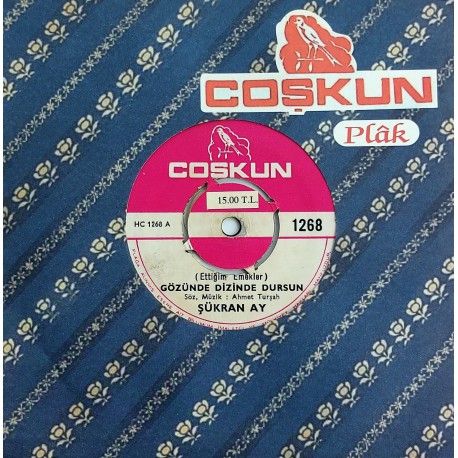 COŞKUN
Plâk
COŞKUN
15.00 T.L.
HC 1268 A
1268
(Ettiğim Emekler)
GÖZÜNDE DİZİNDE DURSUN
Söz, Müzik : Ahmet Turşah
ŞÜKRAN AY